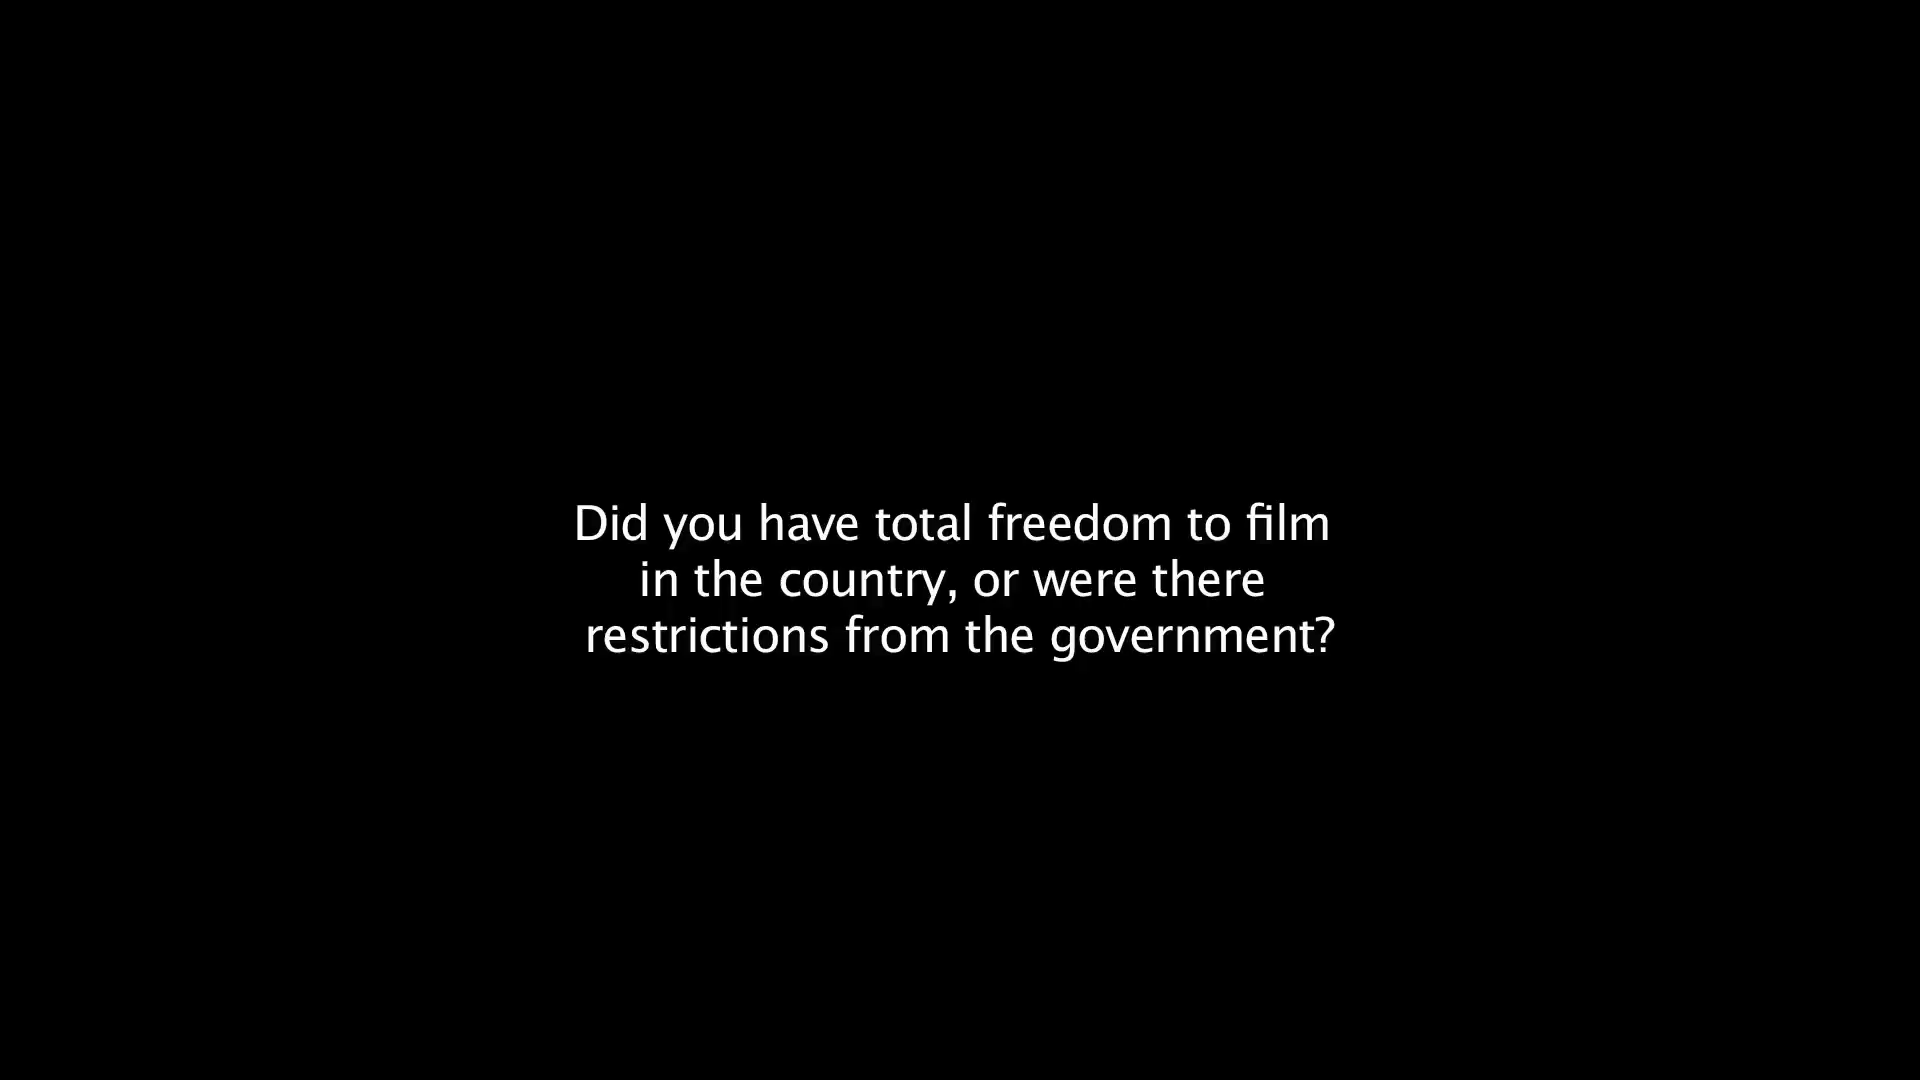 Did you have total freedom to film
in the country, or were there
restrictions from the government?